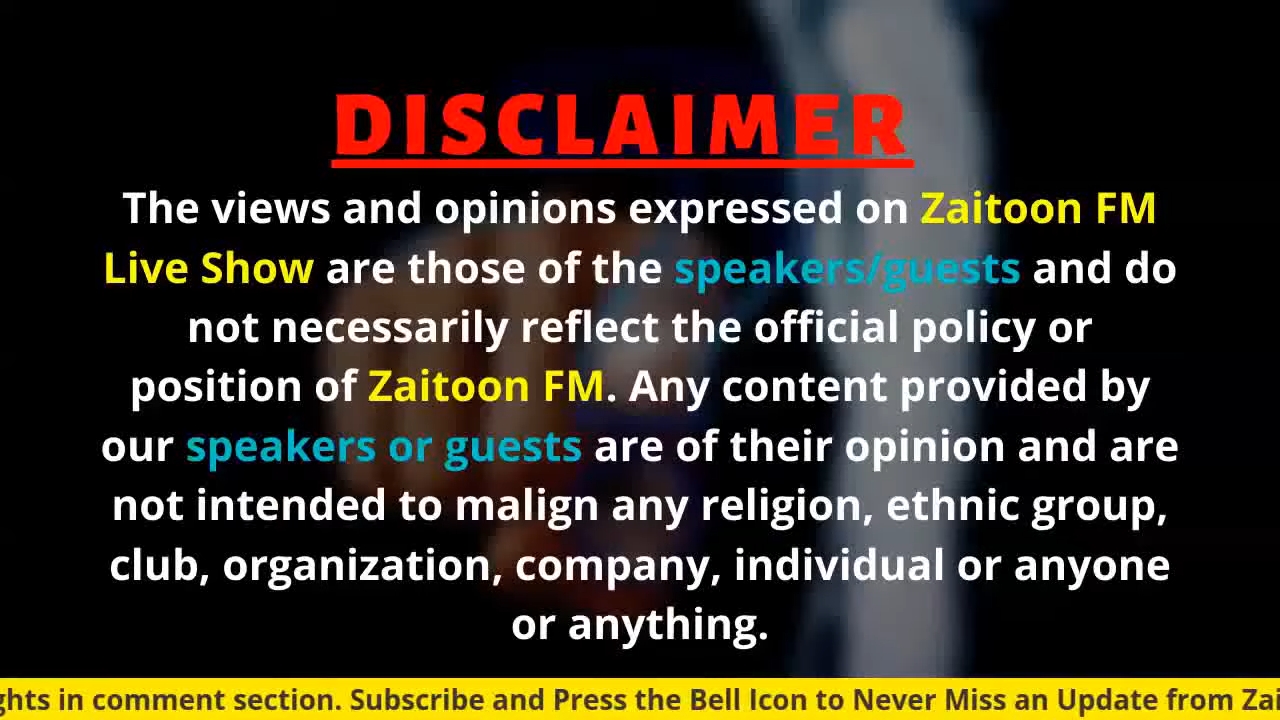 DISCLAIMER
The views and opinions expressed on Zaitoon FM
Live Show are those of the speakers/guests and do
not necessarily reflect the official policy or
position of Zaitoon FM. Any content provided by
our speakers or guests are of their opinion and are
not intended to malign any religion, ethnic group,
club, organization, company, individual or anyone
or anything.
in comment section. Subscribe and Press the Bell Icon to Never Miss an Update from